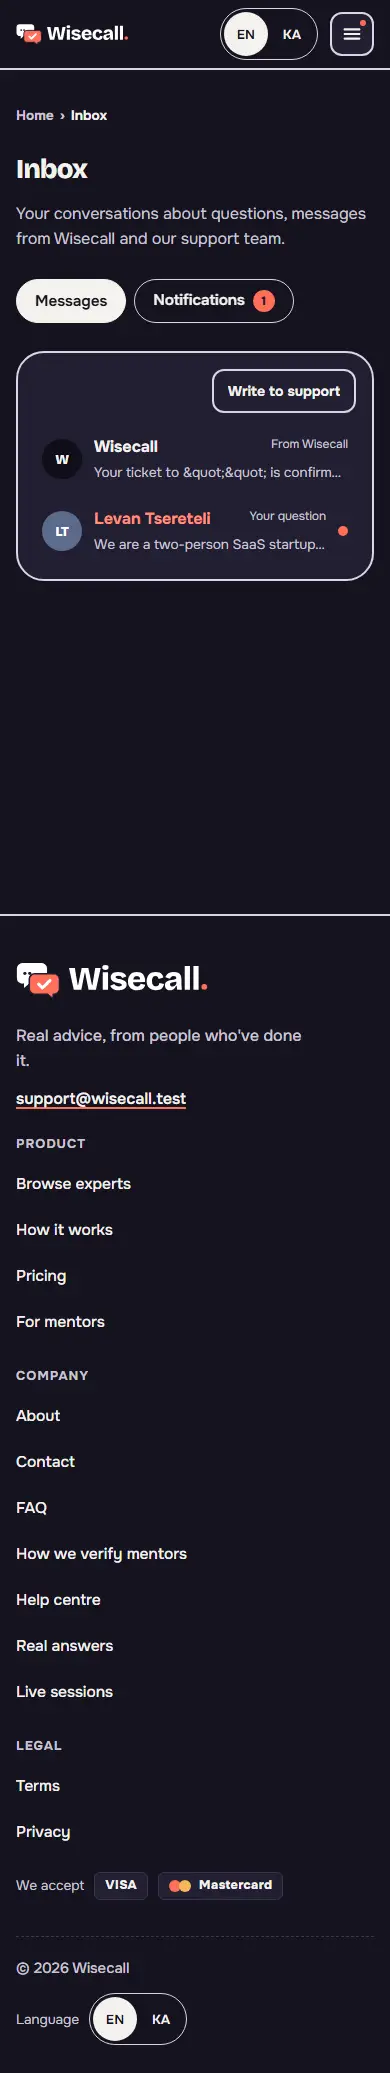 Wisecall.
EN KA
Home › Inbox
Inbox
Your conversations about questions, messages
from Wisecall and our support team.
Messages
Notifications 1
Write to support
W
Wisecall
From Wisecall
Your ticket to &quot;&quot; is confirm...
LT
Levan Tsereteli
Your question
We are a two-person SaaS startup...
Wisecall.
Real advice, from people who've done
it.
support@wisecall.test
PRODUCT
Browse experts
How it works
Pricing
For mentors
COMPANY
About
Contact
FAQ
How we verify mentors
Help centre
Real answers
Live sessions
LEGAL
Terms
Privacy
We accept VISA Mastercard
© 2026 Wisecall
Language EN KA